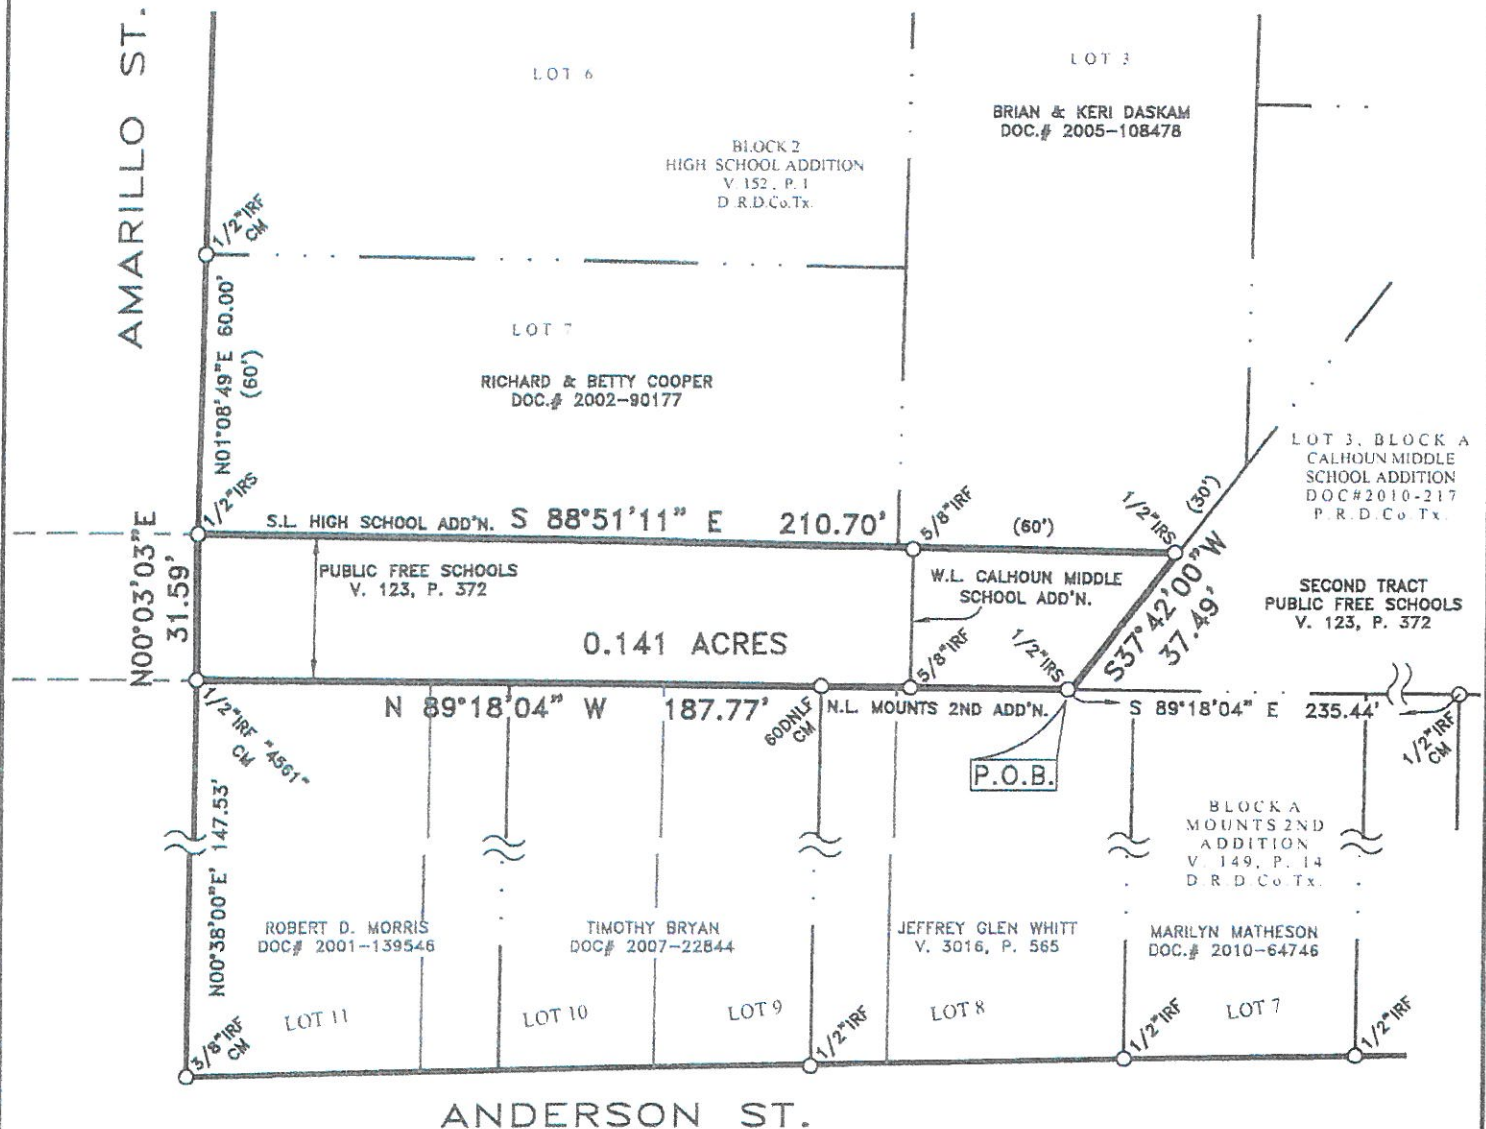 AMARILLO ST.
LOT 6
LOT 3
BRIAN & KERI DASKAM
DOC.# 2005-108478
BLOCK 2
HIGH SCHOOL ADDITION
V. 152, P. 1
D.R.D.Co.Tx.
1/2"IRF
CM
N01°08'49"E 60.00'
(60')
LOT 7
RICHARD & BETTY COOPER
DOC.# 2002-90177
LOT 3, BLOCK A
CALHOUN MIDDLE
SCHOOL ADDITION
DOC#2010-217
P.R.D.Co.Tx.
1/2"IRS
S.L. HIGH SCHOOL ADD'N. S 88°51'11" E 210.70'
5/8"IRF
(60')
1/2"IRS
(30')
N00°03'03"E
31.59'
PUBLIC FREE SCHOOLS
V. 123, P. 372
W.L. CALHOUN MIDDLE
SCHOOL ADD'N.
S37°42'00"W
37.49'
SECOND TRACT
PUBLIC FREE SCHOOLS
V. 123, P. 372
0.141 ACRES
5/8"IRF
1/2"IRS
N 89°18'04" W 187.77'
60DNLF
CM
N.L. MOUNTS 2ND ADD'N.
S 89°18'04" E 235.44'
1/2"IRF
CM
1/2"IRF "4561"
CM
P.O.B.
N00°38'00"E' 147.53'
BLOCK A
MOUNTS 2ND
ADDITION
V. 149, P. 14
D.R.D.Co.Tx.
ROBERT D. MORRIS
DOC# 2001-139546
TIMOTHY BRYAN
DOC# 2007-22844
JEFFREY GLEN WHITT
V. 3016, P. 565
MARILYN MATHESON
DOC.# 2010-64746
LOT 11
LOT 10
LOT 9
LOT 8
LOT 7
3/8"IRF
CM
1/2"IRF
1/2"IRF
1/2"IRF
ANDERSON ST.